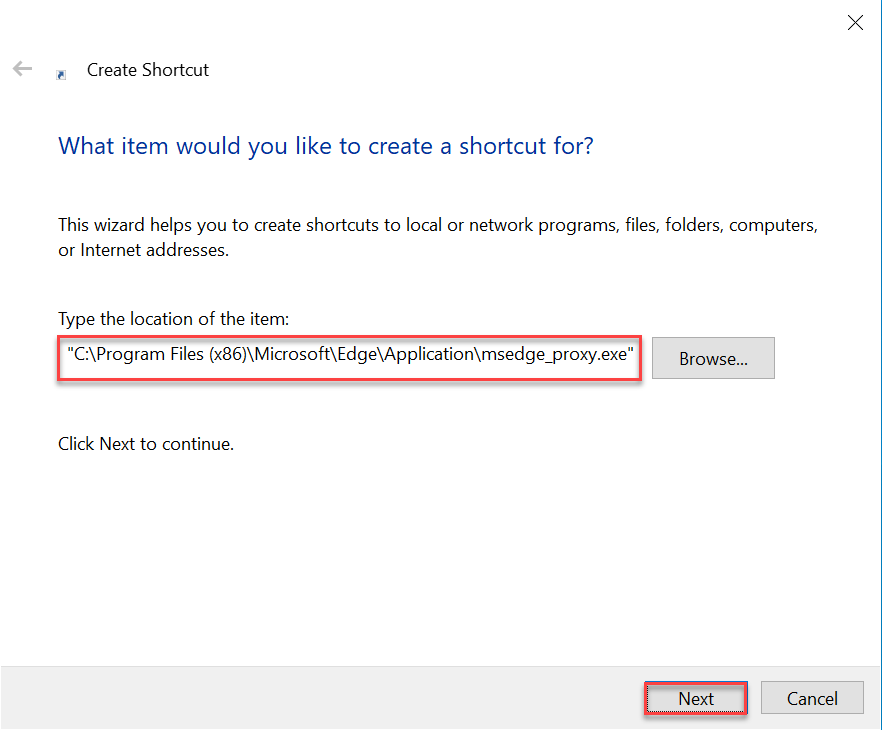 Create Shortcut
What item would you like to create a shortcut for?
This wizard helps you to create shortcuts to local or network programs, files, folders, computers,
or Internet addresses.
Type the location of the item:
"C:\Program Files (x86)\Microsoft\Edge\Application\msedge_proxy.exe"
Browse...
Click Next to continue.
Next
Cancel